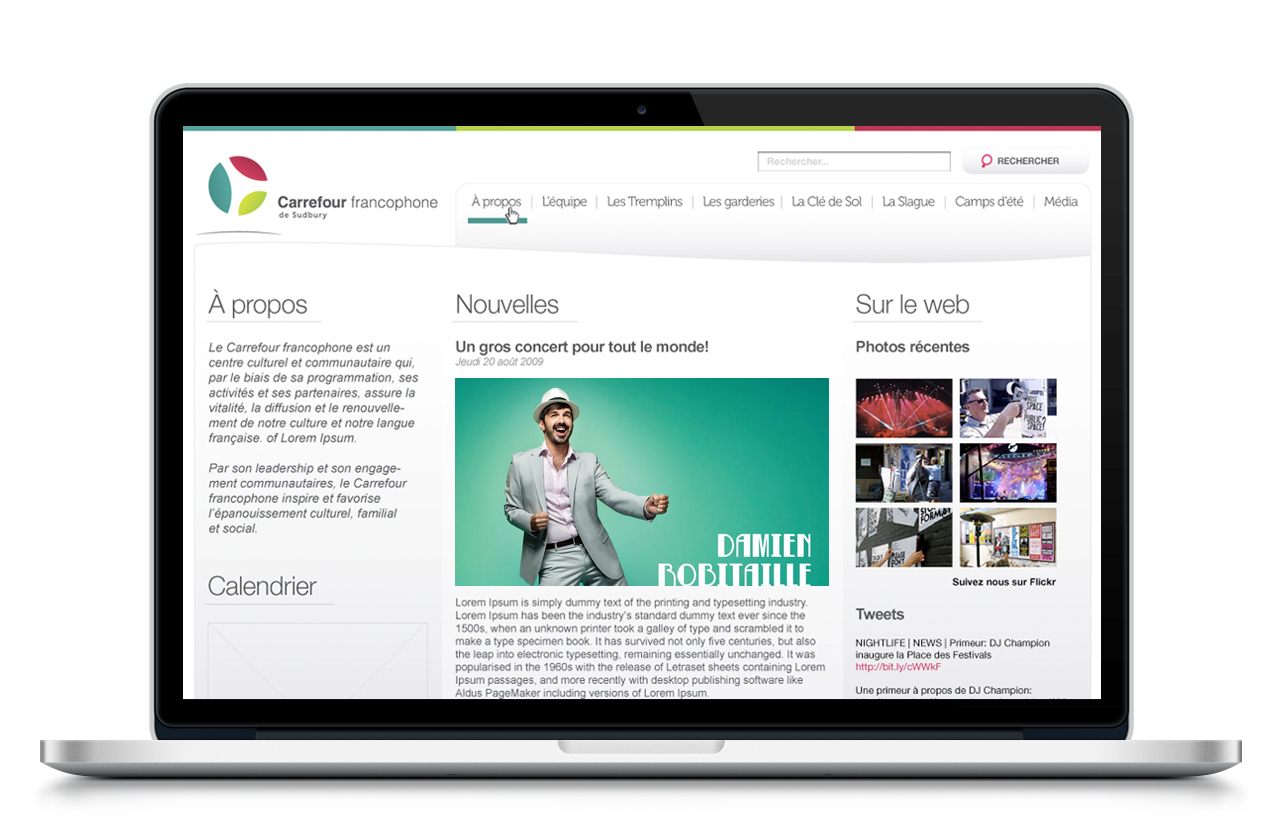 Carrefour francophone
de Sudbury
Rechercher...
RECHERCHER
À propos | L'équipe | Les Tremplins | Les garderies | La Clé de Sol | La Slague | Camps d'été | Média
À propos
Le Carrefour francophone est un
centre culturel et communautaire qui,
par le biais de sa programmation, ses
activités et ses partenaires, assure la
vitalité, la diffusion et le renouvelle-
ment de notre culture et notre langue
française. of Lorem Ipsum.
Par son leadership et son engage-
ment communautaires, le Carrefour
francophone inspire et favorise
l'épanouissement culturel, familial
et social.
Calendrier
Nouvelles
Un gros concert pour tout le monde!
Jeudi 20 août 2009
DAMIEN
ROBITAILLE
Lorem Ipsum is simply dummy text of the printing and typesetting industry.
Lorem Ipsum has been the industry's standard dummy text ever since the
1500s, when an unknown printer took a galley of type and scrambled it to
make a type specimen book. It has survived not only five centuries, but also
the leap into electronic typesetting, remaining essentially unchanged. It was
popularised in the 1960s with the release of Letraset sheets containing Lorem
Ipsum passages, and more recently with desktop publishing software like
Aldus PageMaker including versions of Lorem Ipsum.
Sur le web
Photos récentes
SPACE
PUBLIC
SPACE!
Suivez nous sur Flickr
Tweets
NIGHTLIFE | NEWS | Primeur: DJ Champion
inaugure la Place des Festivals
http://bit.ly/cWWkF
Une primeur à propos de DJ Champion: